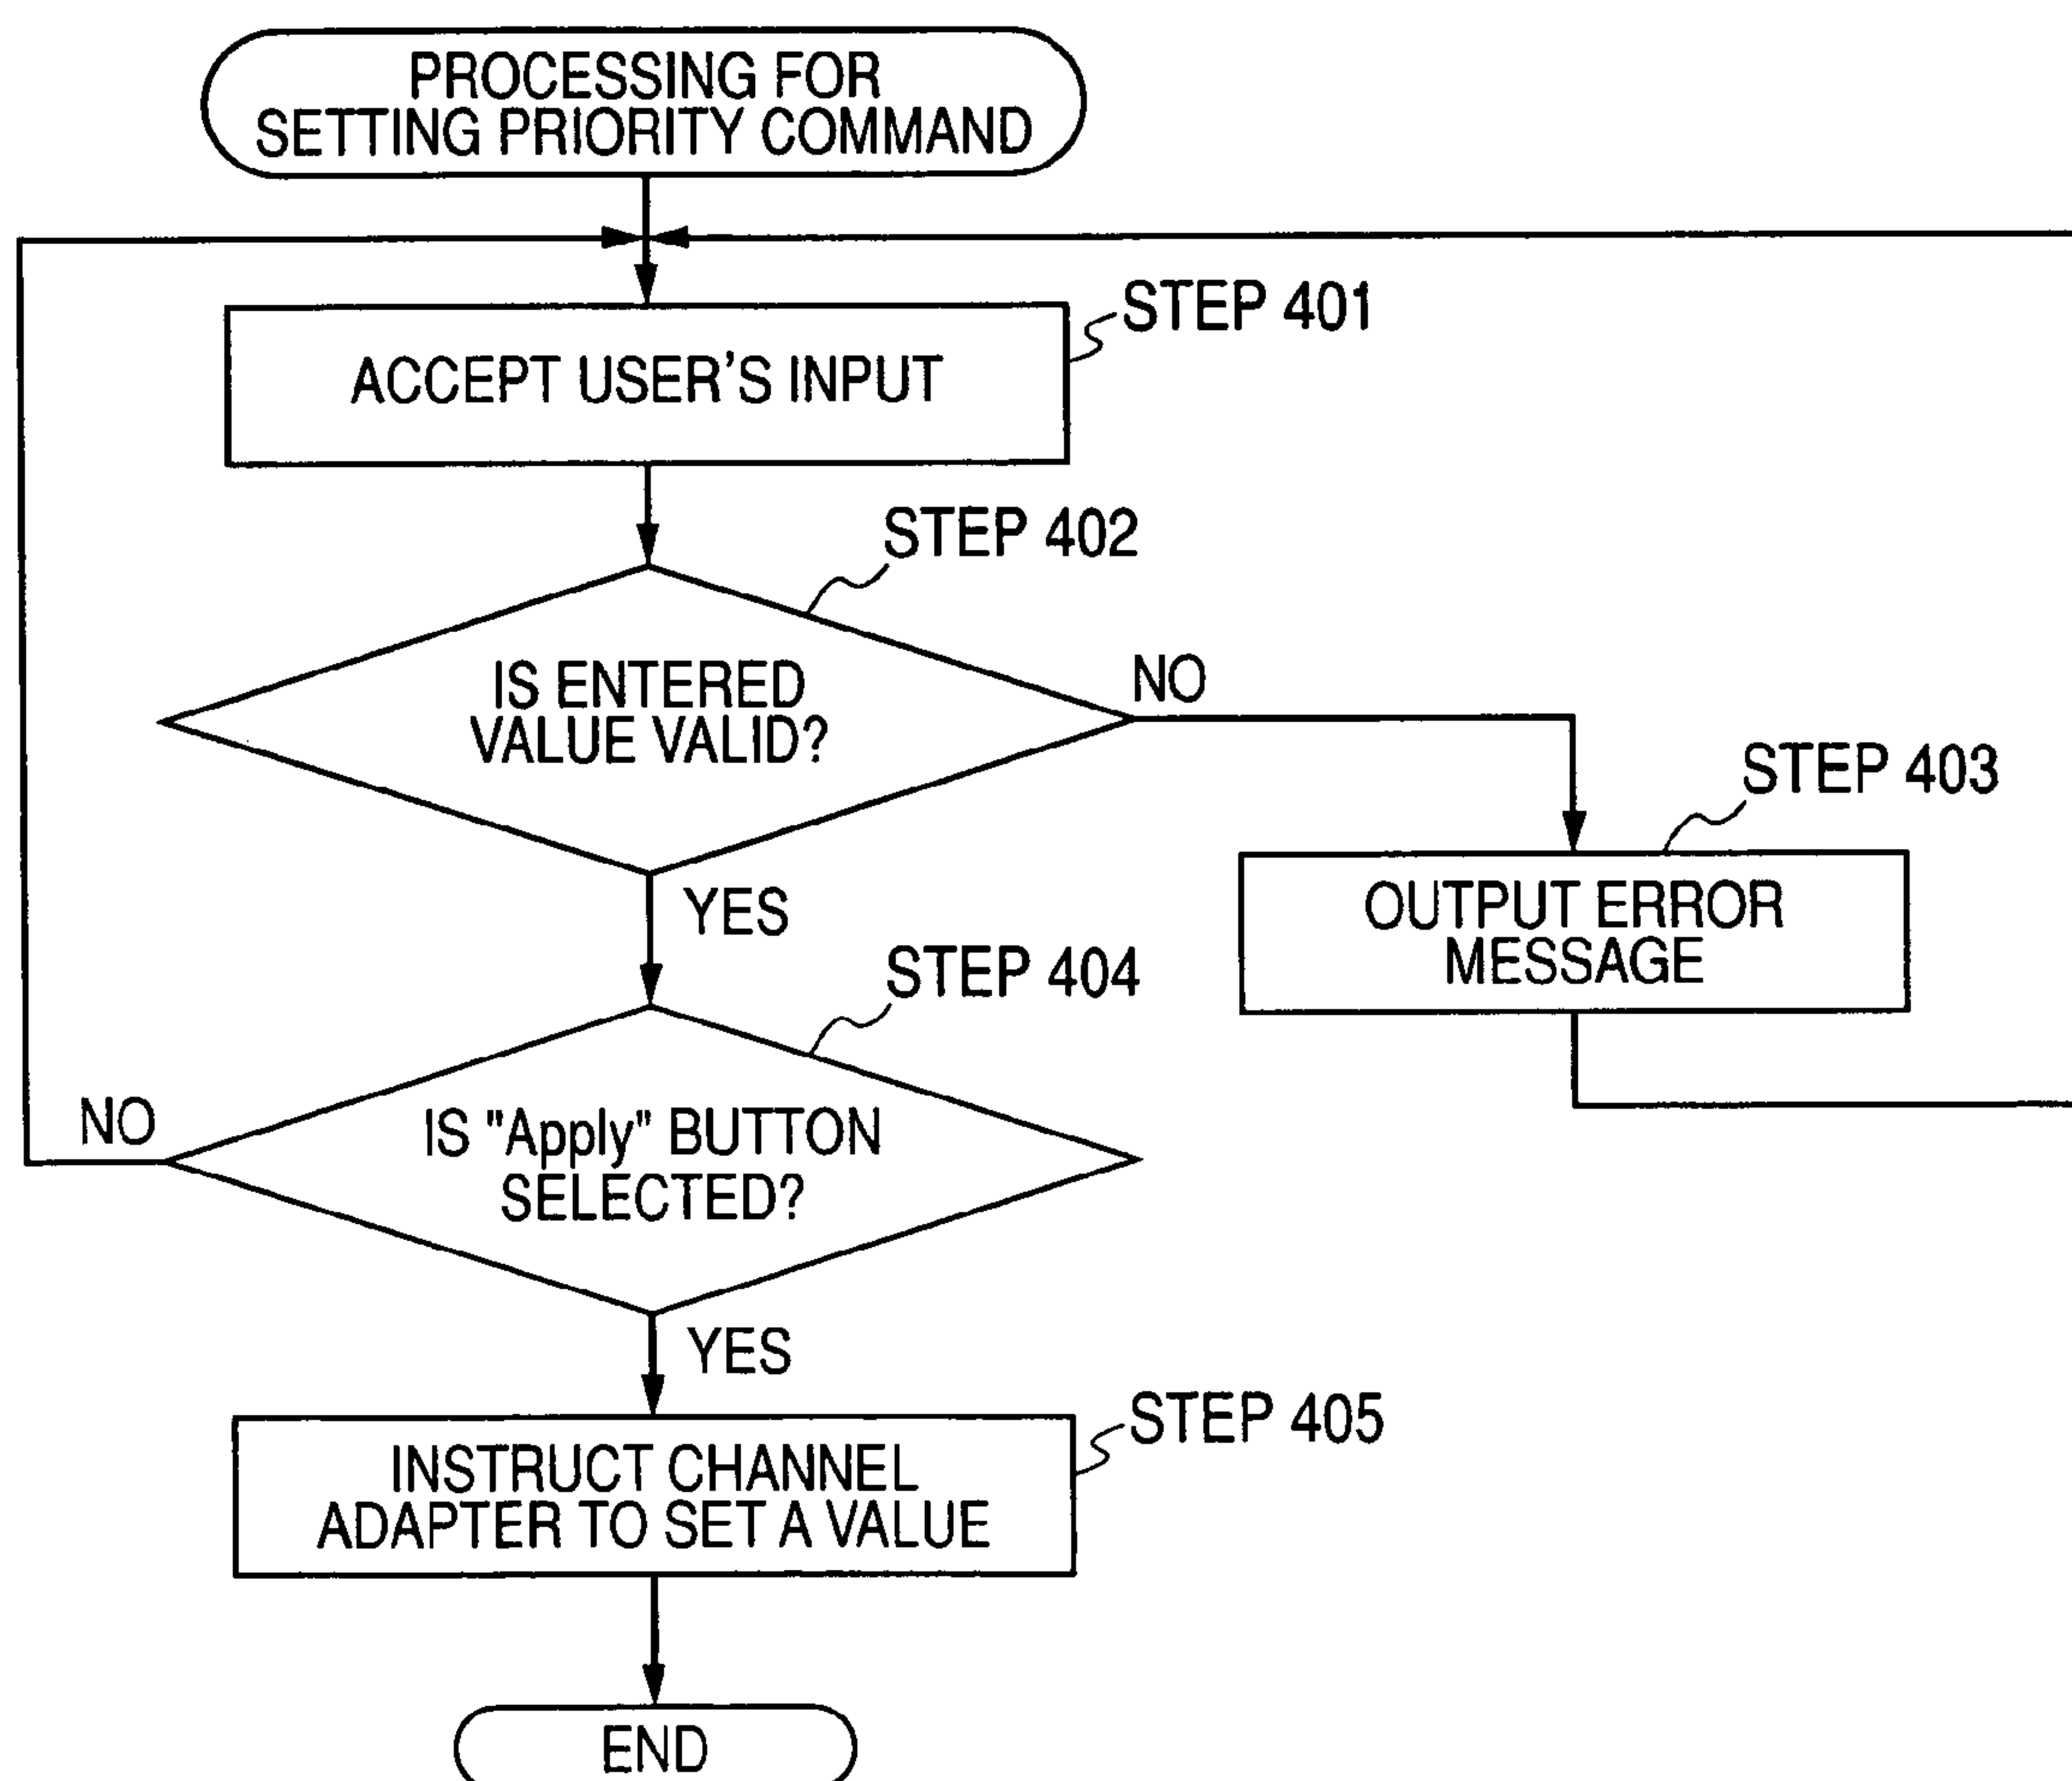 PROCESSING FOR
SETTING PRIORITY COMMAND
STEP 401
ACCEPT USER'S INPUT
STEP 402
IS ENTERED
VALUE VALID?
NO
STEP 403
OUTPUT ERROR
MESSAGE
YES
STEP 404
IS "Apply" BUTTON
SELECTED?
NO
YES
STEP 405
INSTRUCT CHANNEL
ADAPTER TO SET A VALUE
END